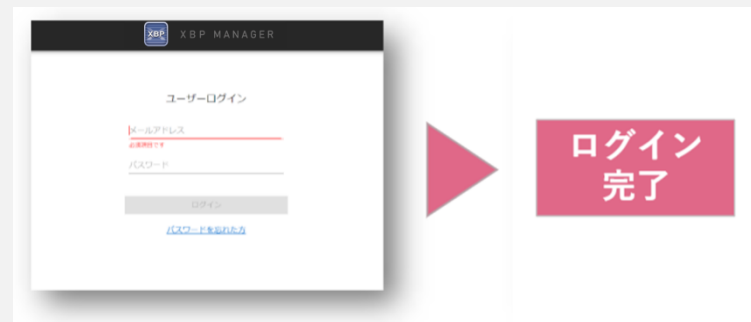 XBP XBP MANAGER
ユーザーログイン
メールアドレス
必須項目です
パスワード
ログイン
パスワードを忘れた方
ログイン
完了